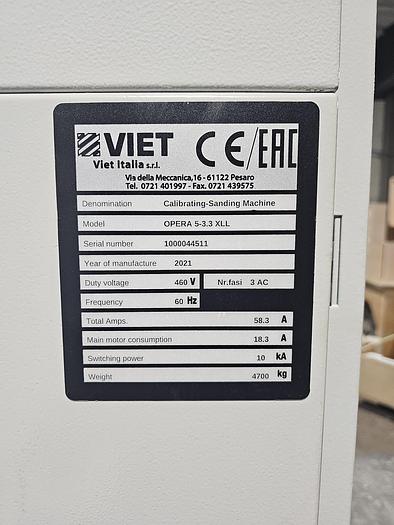 VIET CE/EAC
Viet Italia s.r.l.
Via della Meccanica,16 - 61122 Pesaro
Tel. 0721 401997 - Fax. 0721 439575
Denomination Calibrating-Sanding Machine
Model OPERA 5-3.3 XLL
Serial number 1000044511
Year of manufacture 2021
Duty voltage 460 V Nr.fasi 3 AC
Frequency 60 Hz
Total Amps. 58.3 A
Main motor consumption 18.3 A
Switching power 10 kA
Weight 4700 kg